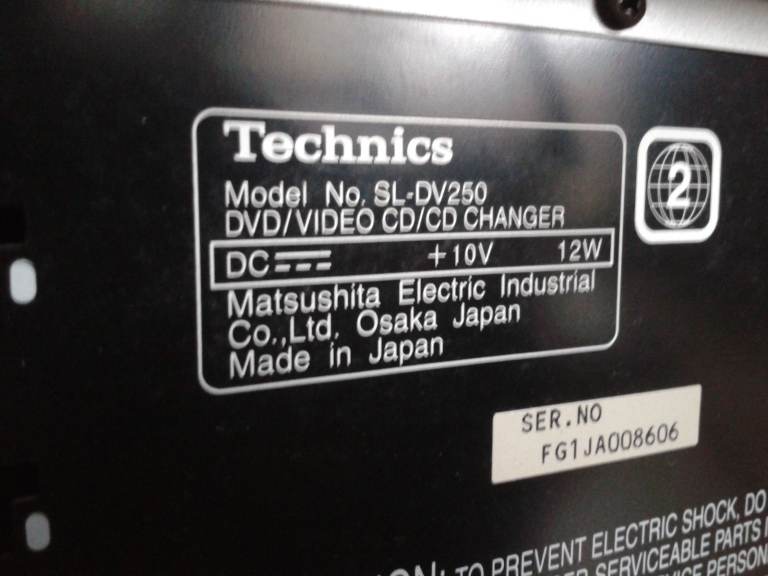 Technics
Model No. SL-DV250
DVD/VIDEO CD/CD CHANGER
DC +10V 12W
Matsushita Electric Industrial
Co.,Ltd. Osaka Japan
Made in Japan
2
SER.NO
FG1JA008606
TO PREVENT ELECTRIC SHOCK, DO
SERVICEABLE PARTS
PERSON